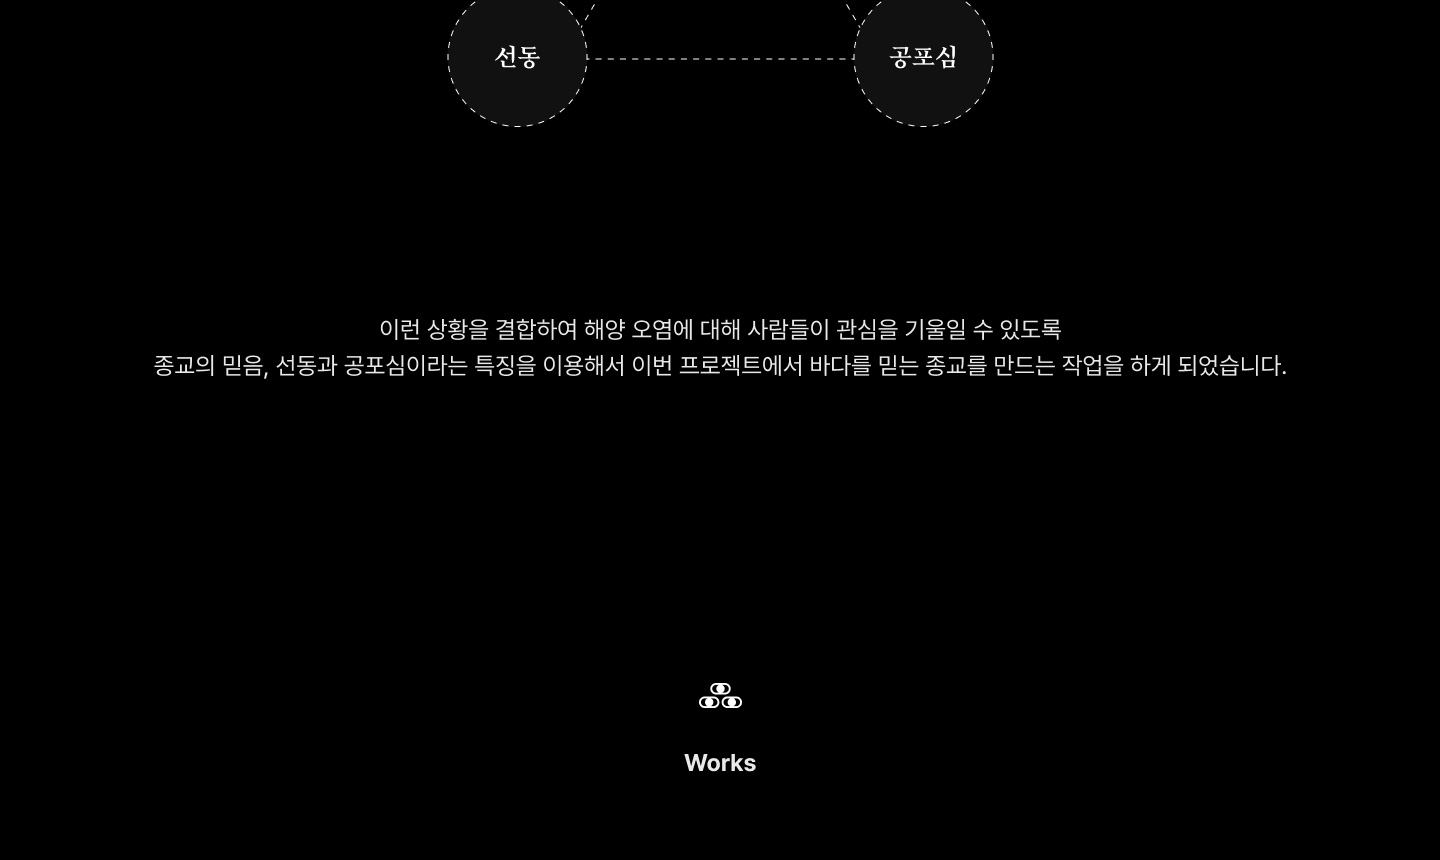 선동
공포심
이런 상황을 결합하여 해양 오염에 대해 사람들이 관심을 기울일 수 있도록
종교의 믿음, 선동과 공포심이라는 특징을 이용해서 이번 프로젝트에서 바다를 믿는 종교를 만드는 작업을 하게 되었습니다.
Works